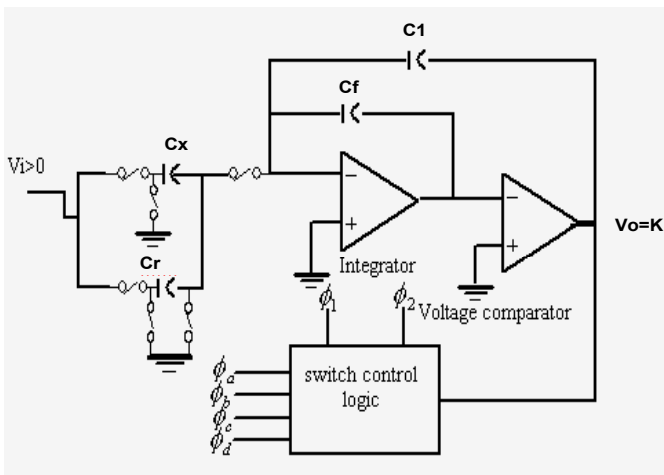 C1
Cf
Cx
Vi>0
−
+
−
+
Vo=K
Cr
Integrator
Voltage comparator
ϕ1
ϕ2
switch control
logic
ϕa
ϕb
ϕc
ϕd